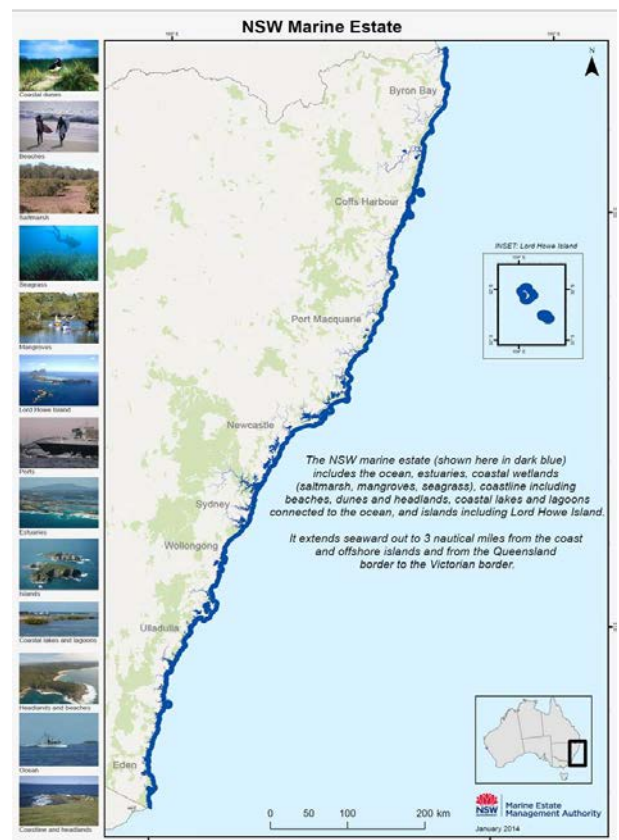 NSW Marine Estate
Coastal dunes
Beaches
Saltmarsh
Seagrass
Mangroves
Lord Howe Island
Ports
Estuaries
Islands
Coastal lakes and lagoons
Headlands and beaches
Ocean
Coastline and headlands
N
Byron Bay
Coffs Harbour
Port Macquarie
Newcastle
Sydney
Wollongong
Ulladulla
Eden
INSET: Lord Howe Island
The NSW marine estate (shown here in dark blue)
includes the ocean, estuaries, coastal wetlands
(saltmarsh, mangroves, seagrass), coastline including
beaches, dunes and headlands, coastal lakes and lagoons
connected to the ocean, and islands including Lord Howe Island.
It extends seaward out to 3 nautical miles from the coast
and offshore islands and from the Queensland
border to the Victorian border.
0 50 100 200 km
NSW
Marine Estate
Management Authority
January 2014